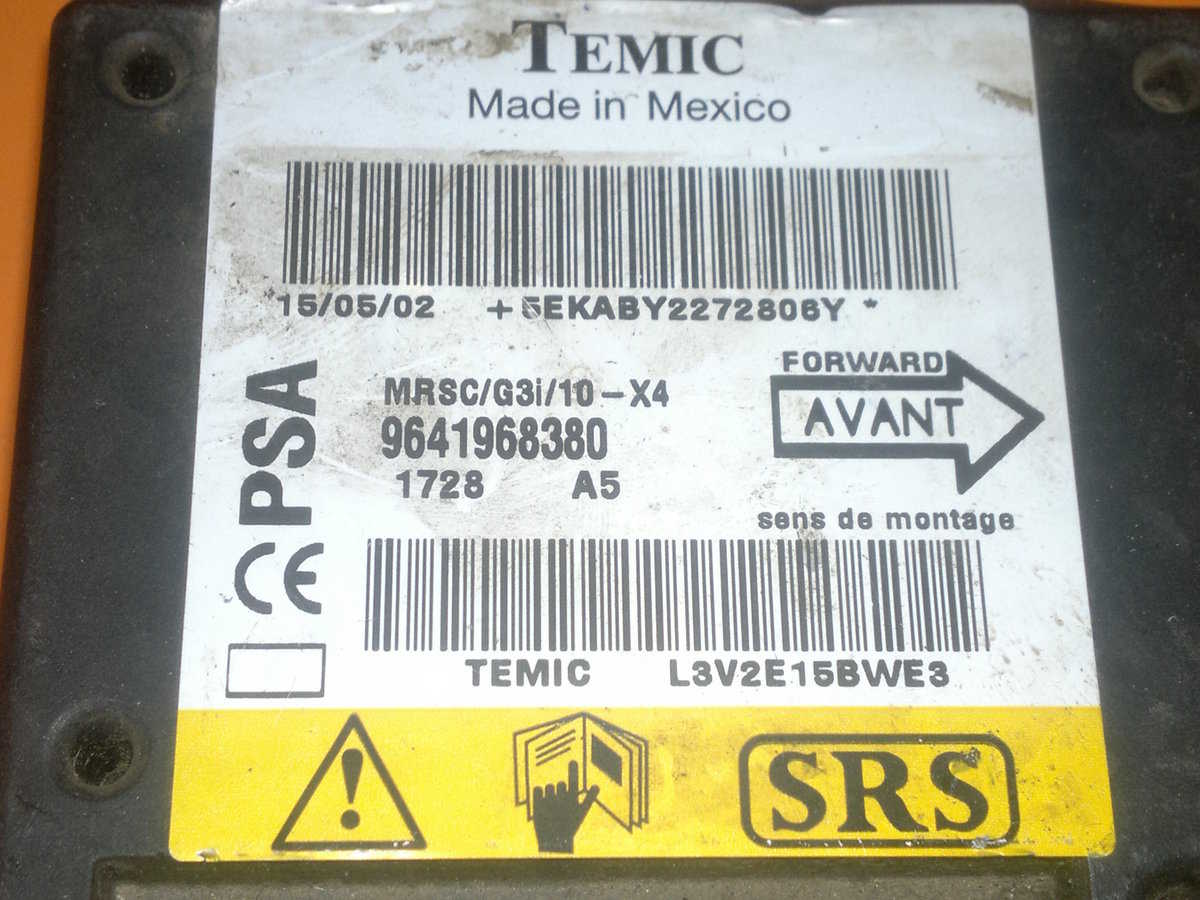 TEMIC
Made in Mexico
15/05/02 +5EKABY2272806Y *
PSA
CE
MRSC/G3i/10-X4
9641968380
1728 A5
FORWARD
AVANT
sens de montage
TEMIC L3V2E15BWE3
SRS